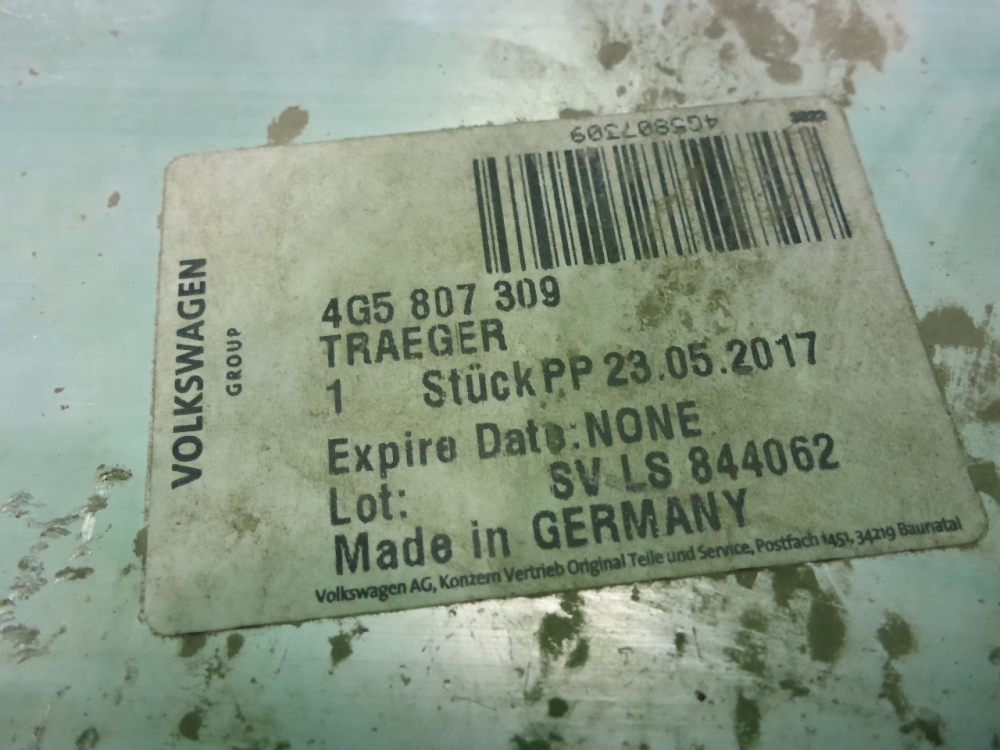 4G5807309
3022
VOLKSWAGEN
GROUP
4G5 807 309
TRAEGER
1 Stück PP 23.05.2017
Expire Date: NONE
Lot: SV LS 844062
Made in GERMANY
Volkswagen AG, Konzern Vertrieb Original Teile und Service, Postfach 1451, 34219 Baunatal